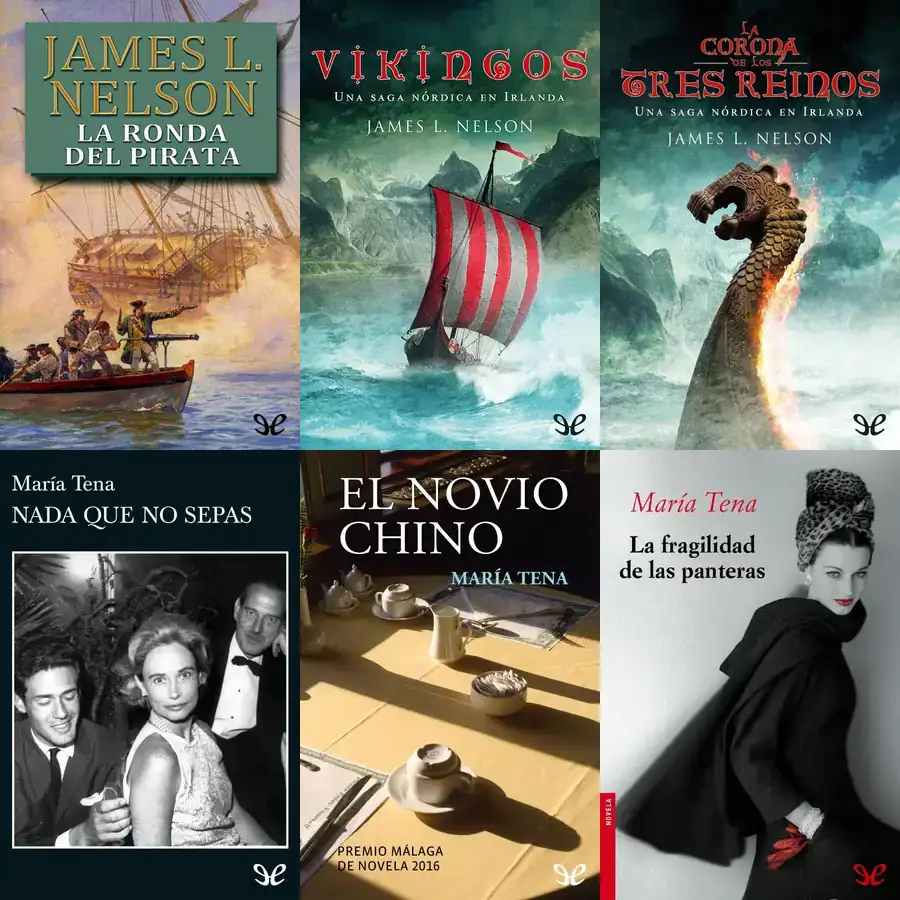 JAMES L.
NELSON
LA RONDA
DEL PIRATA
VIKINGOS
UNA SAGA NÓRDICA EN IRLANDA
JAMES L. NELSON
LA
CORONA
DE LOS
TRES REINOS
UNA SAGA NÓRDICA EN IRLANDA
JAMES L. NELSON
María Tena
NADA QUE NO SEPAS
EL NOVIO
CHINO
MARÍA TENA
PREMIO MÁLAGA
DE NOVELA 2016
María Tena
La fragilidad
de las panteras
NOVELA